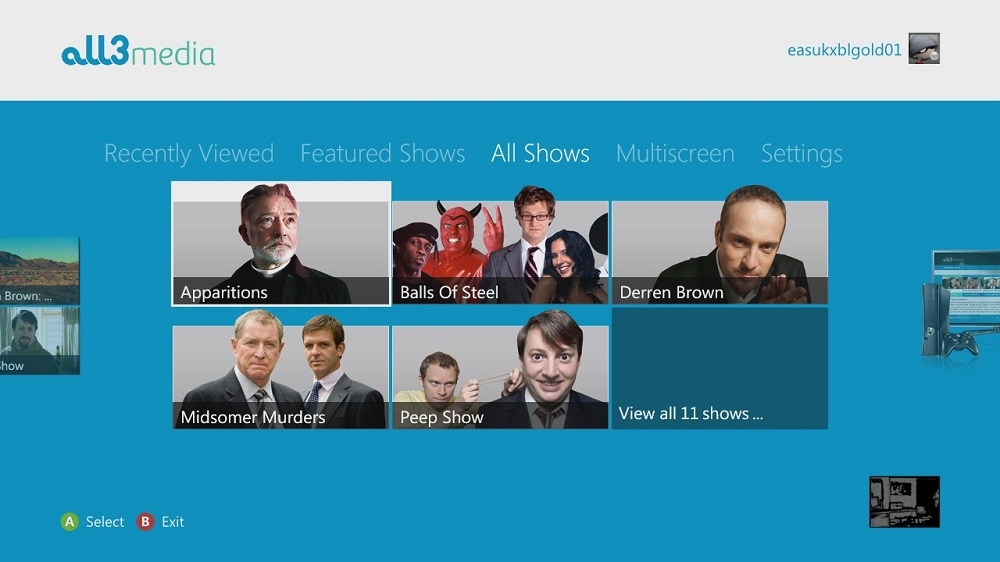 all3media
easukxblgold01
Recently Viewed Featured Shows All Shows Multiscreen Settings
Apparitions
Balls Of Steel
Derren Brown
Brown: ...
Show
Midsomer Murders
Peep Show
View all 11 shows ...
A Select B Exit